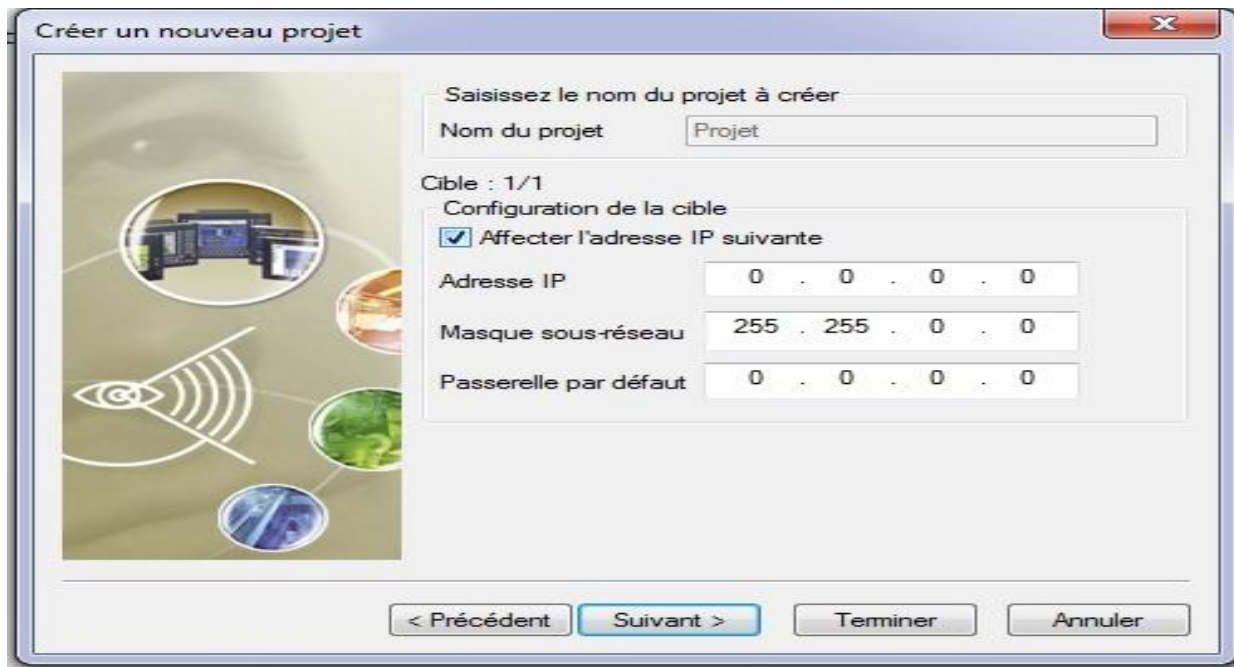 Créer un nouveau projet
Saisissez le nom du projet à créer
Nom du projet Projet
Cible : 1/1
Configuration de la cible
Affecter l'adresse IP suivante
Adresse IP 0 . 0 . 0 . 0
Masque sous-réseau 255 . 255 . 0 . 0
Passerelle par défaut 0 . 0 . 0 . 0
< Précédent Suivant > Terminer Annuler